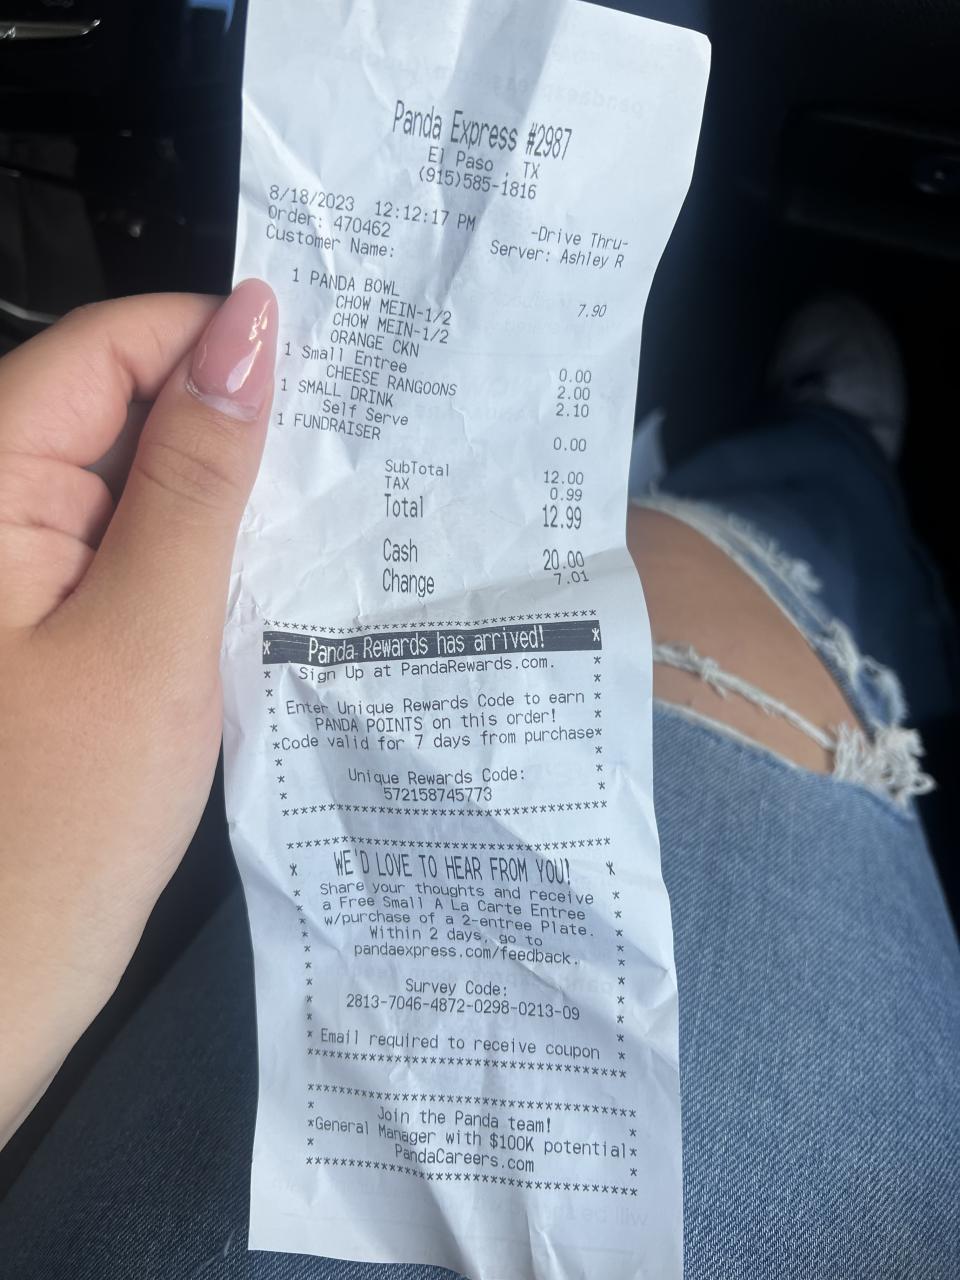 Panda Express #2987
El Paso , TX
(915)585-1816
8/18/2023 12:12:17 PM
Order: 470462 -Drive Thru-
Customer Name: Server: Ashley R
1 PANDA BOWL 7.90
CHOW MEIN-1/2
CHOW MEIN-1/2
ORANGE CKN
1 Small Entree 0.00
CHEESE RANGOONS 2.00
1 SMALL DRINK 2.10
Self Serve
1 FUNDRAISER 0.00
SubTotal 12.00
TAX 0.99
Total 12.99
Cash 20.00
Change 7.01
*********************************
* Panda Rewards has arrived! *
* Sign Up at PandaRewards.com. *
* *
* Enter Unique Rewards Code to earn *
* PANDA POINTS on this order! *
*Code valid for 7 days from purchase*
* *
* Unique Rewards Code: *
* 572158745773 *
*********************************
*********************************
* WE'D LOVE TO HEAR FROM YOU! *
* Share your thoughts and receive *
* a Free Small A La Carte Entree *
* w/purchase of a 2-entree Plate. *
* Within 2 days, go to *
* pandaexpress.com/feedback. *
* *
* Survey Code: *
* 2813-7046-4872-0298-0213-09 *
* *
* Email required to receive coupon *
*********************************
*********************************
* Join the Panda team! *
*General Manager with $100K potential*
* PandaCareers.com *
*********************************